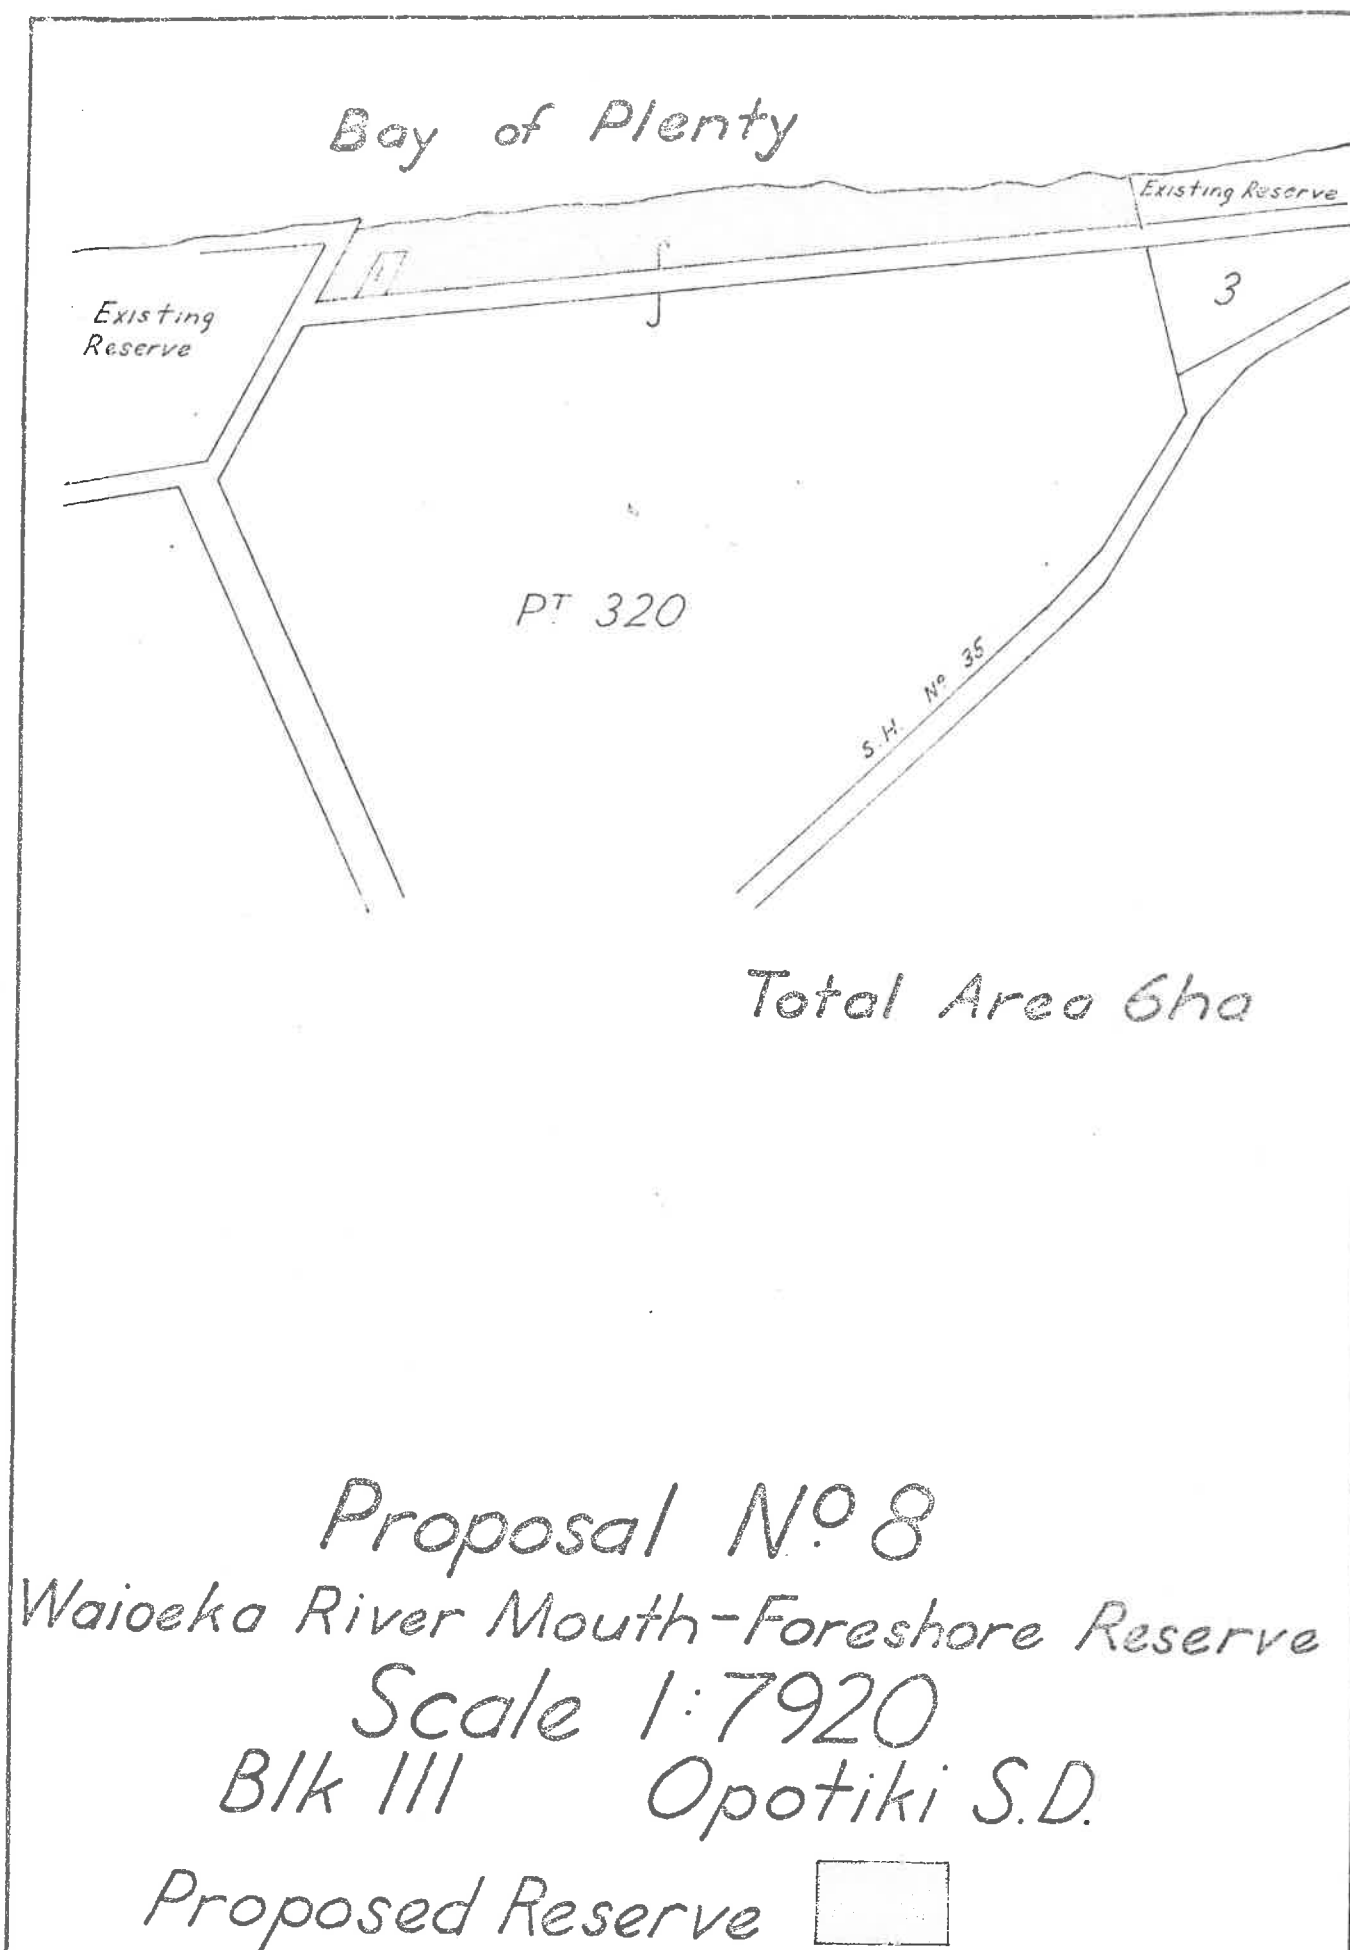 Bay of Plenty
Existing Reserve
Existing
Reserve
3
PT 320
S.H. No 35
Total Area 6ha
Proposal No 8
Waioeka River Mouth-Foreshore Reserve
Scale 1:7920
Blk III Opotiki S.D.
Proposed Reserve